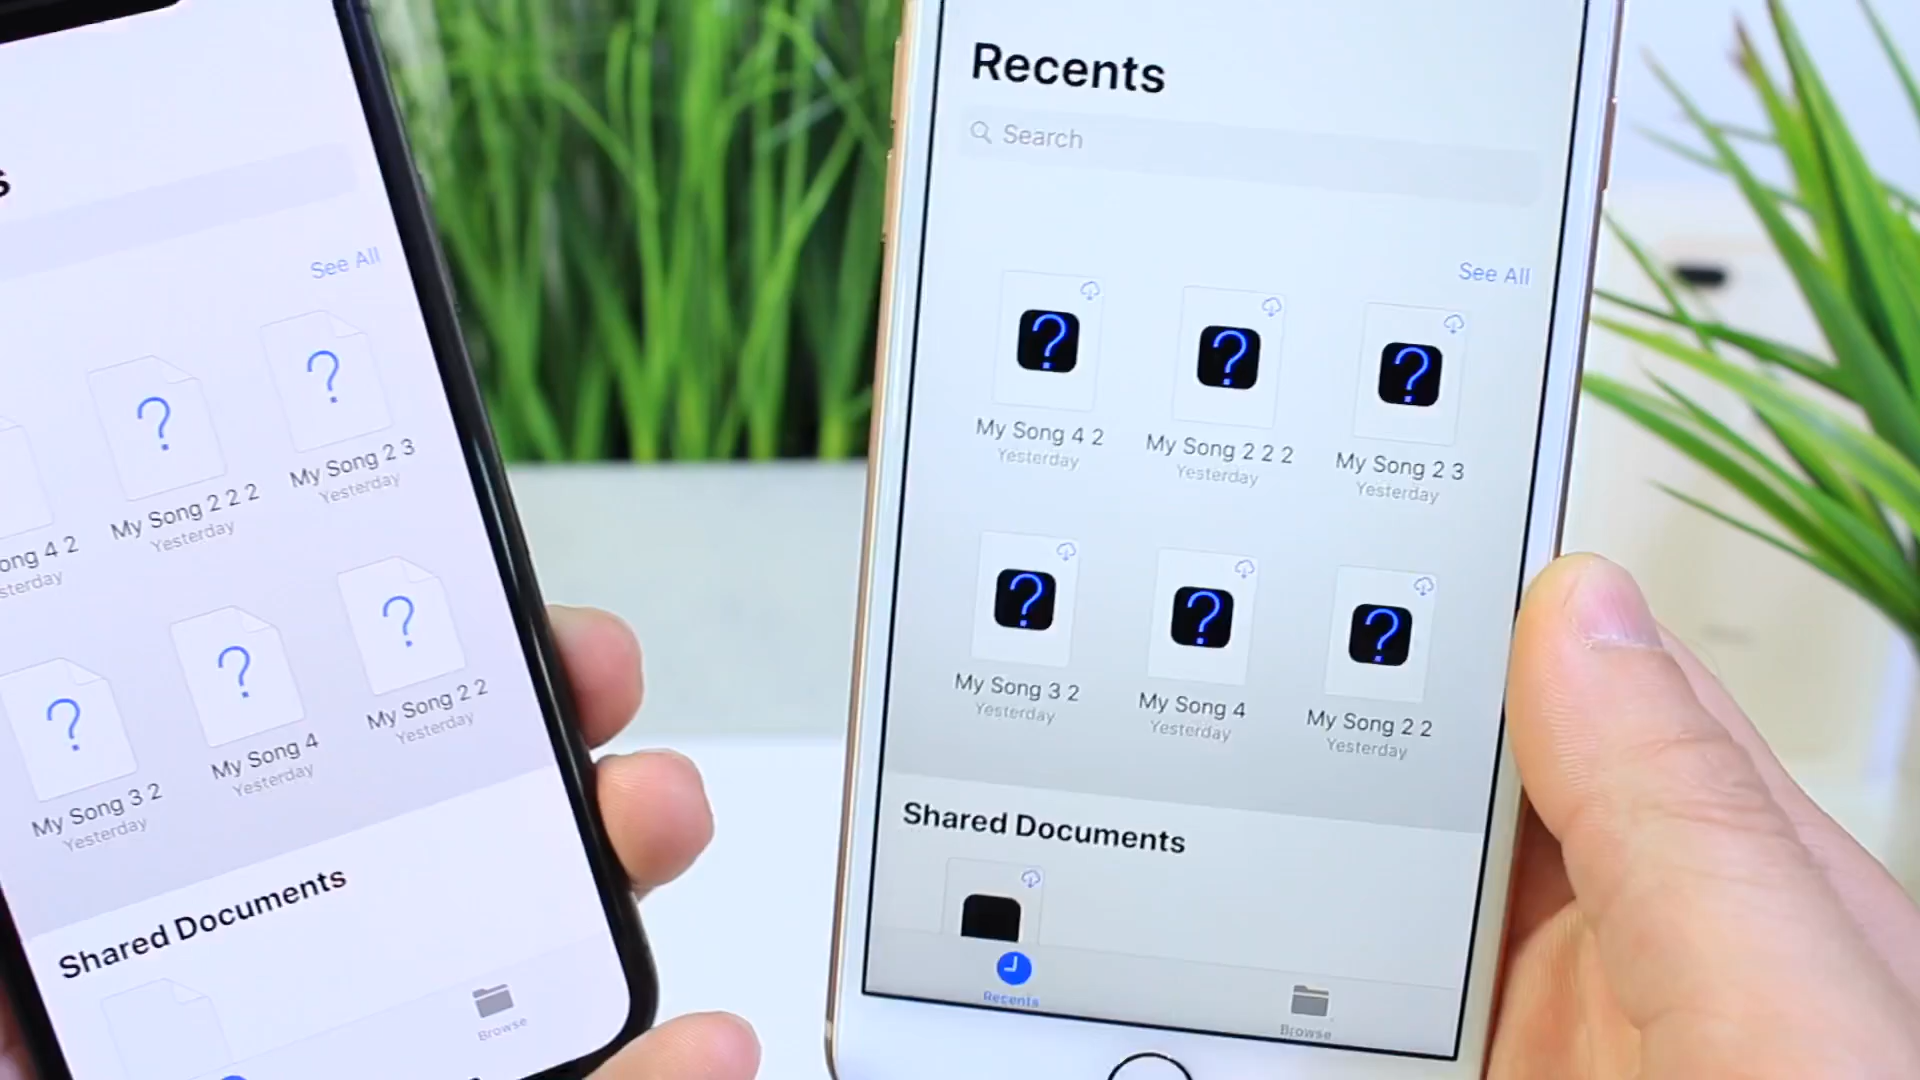 s
See All
?
?
ong 4 2
sterday
My Song 2 2 2
Yesterday
My Song 2 3
Yesterday
?
?
?
My Song 3 2
Yesterday
My Song 4
Yesterday
My Song 2 2
Yesterday
Shared Documents
Browse
Recents
Search
See All
?
?
?
My Song 4 2
Yesterday
My Song 2 2 2
Yesterday
My Song 2 3
Yesterday
?
?
?
My Song 3 2
Yesterday
My Song 4
Yesterday
My Song 2 2
Yesterday
Shared Documents
Recents
Browse